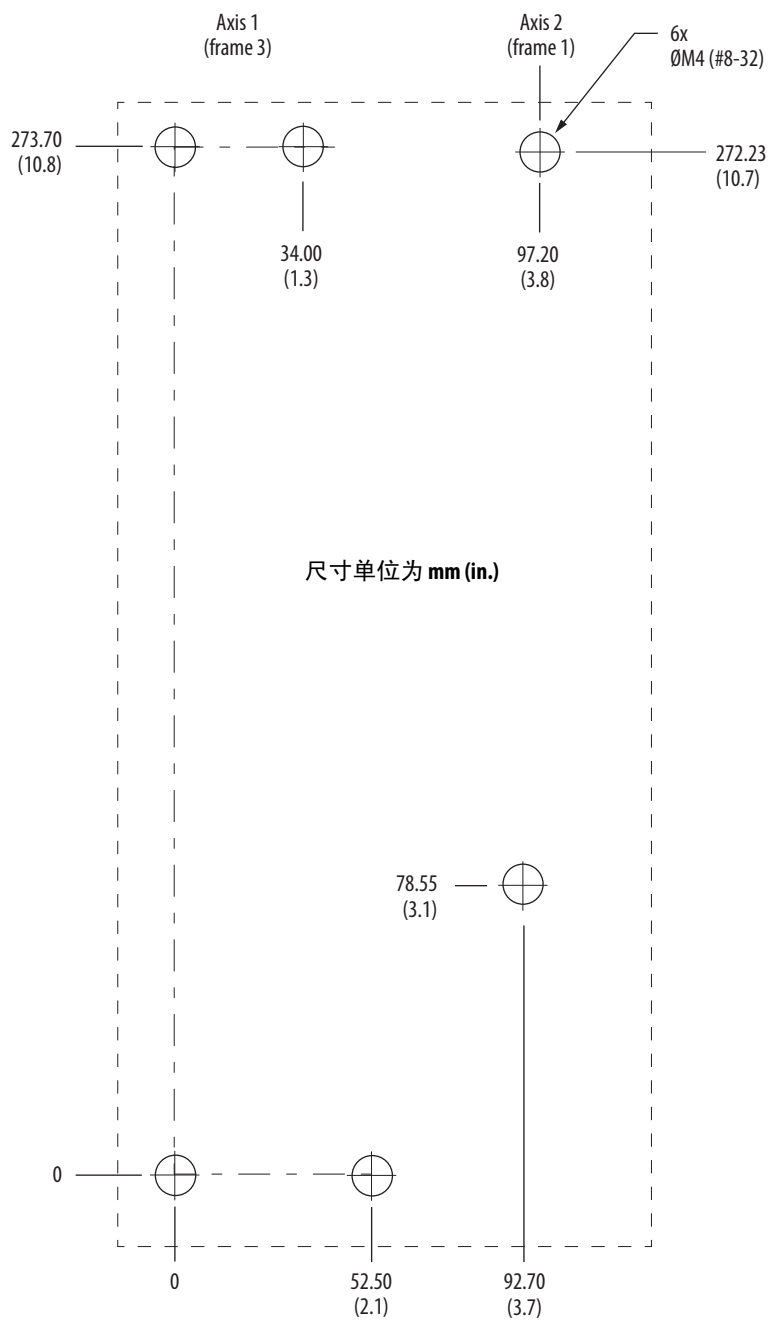 Axis 1
(frame 3)
Axis 2
(frame 1)
6x
ØM4 (#8-32)
273.70
(10.8)
272.23
(10.7)
34.00
(1.3)
97.20
(3.8)
尺寸单位为 mm (in.)
78.55
(3.1)
0
0
52.50
(2.1)
92.70
(3.7)